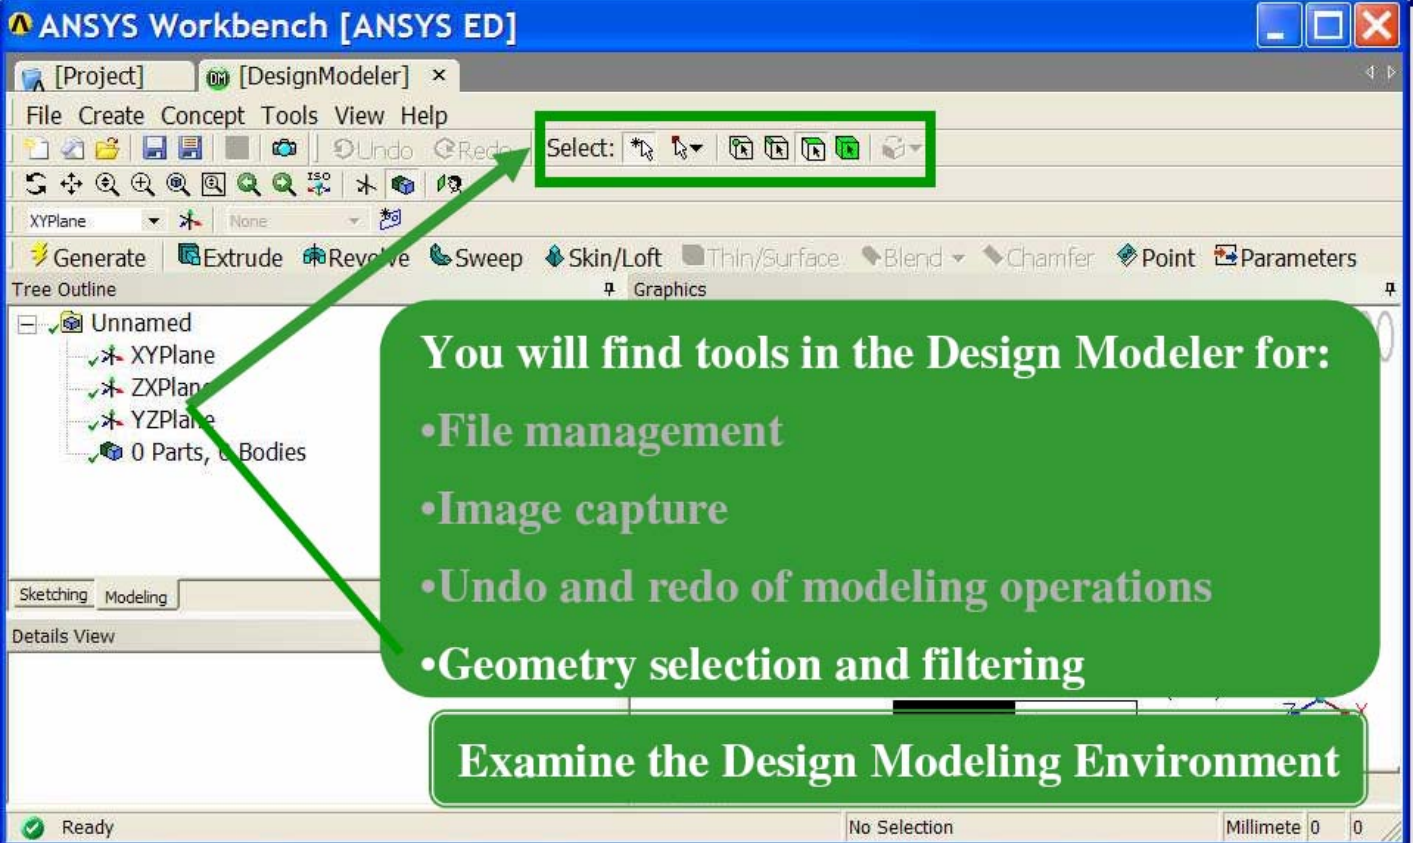 ANSYS Workbench [ANSYS ED]
[Project] [DesignModeler] ×
File Create Concept Tools View Help
Undo Redo Select:
ISO
XYPlane None
Generate Extrude Revolve Sweep Skin/Loft Thin/Surface Blend Chamfer Point Parameters
Tree Outline Graphics
Unnamed
XYPlane
ZXPlane
YZPlane
0 Parts, 0 Bodies
You will find tools in the Design Modeler for:
•File management
•Image capture
•Undo and redo of modeling operations
•Geometry selection and filtering
Sketching Modeling
Details View
Z X
Examine the Design Modeling Environment
Ready No Selection Millimete 0 0